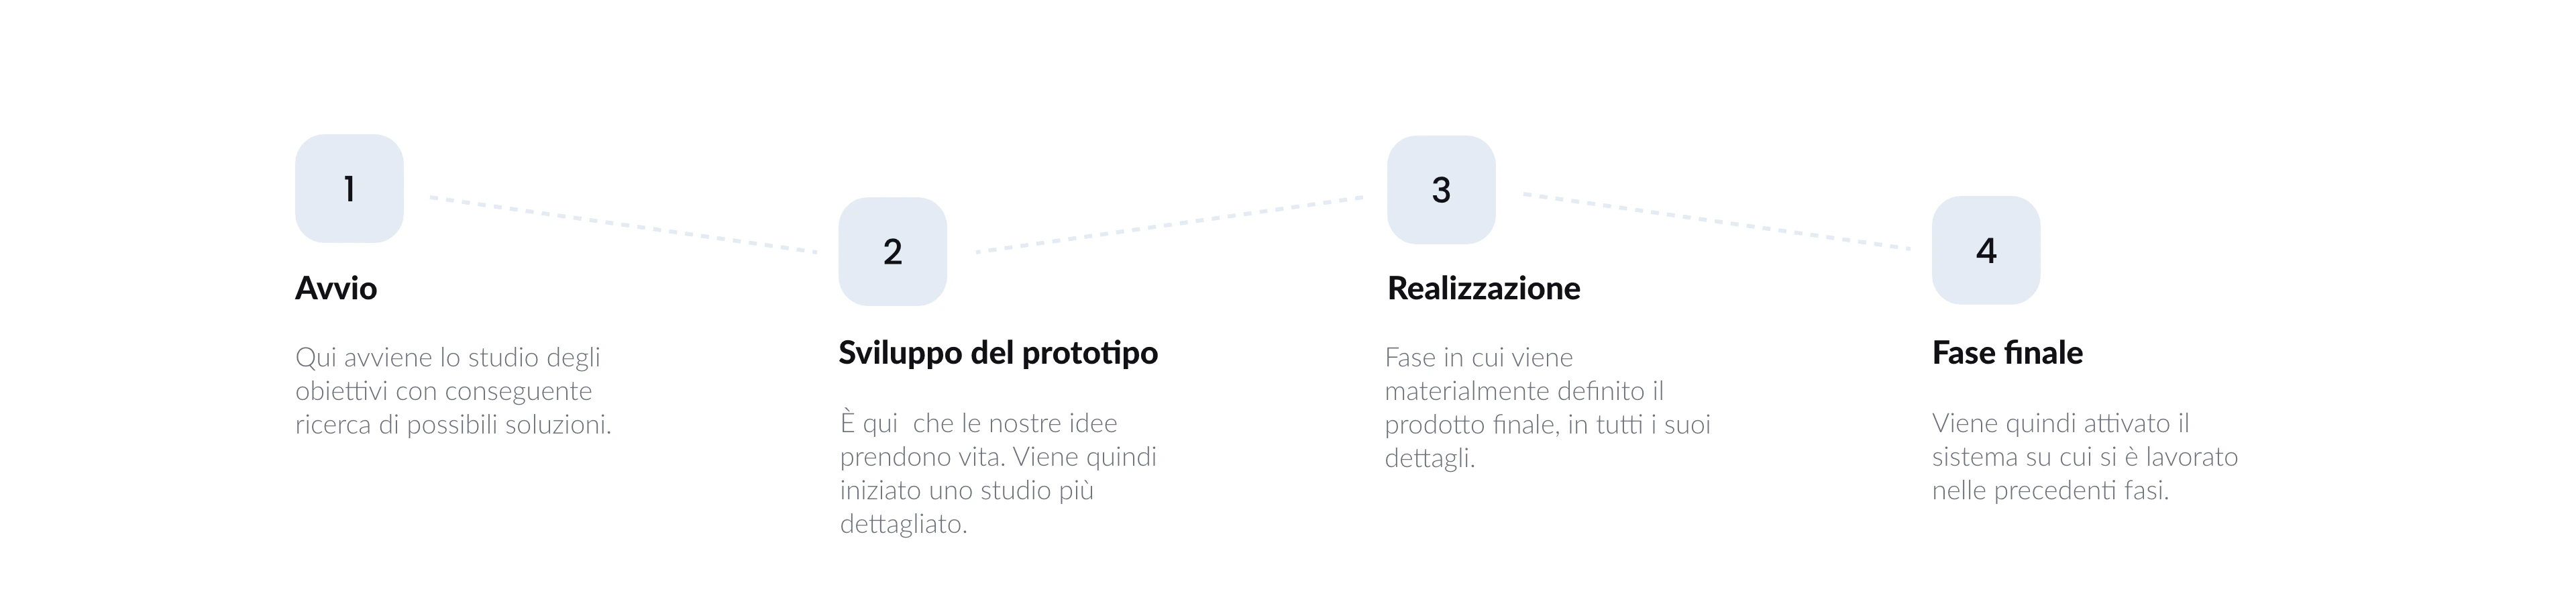 1
Avvio
Qui avviene lo studio degli
obiettivi con conseguente
ricerca di possibili soluzioni.
2
Sviluppo del prototipo
È qui  che le nostre idee
prendono vita. Viene quindi
iniziato uno studio più
dettagliato.
3
Realizzazione
Fase in cui viene
materialmente definito il
prodotto finale, in tutti i suoi
dettagli.
4
Fase finale
Viene quindi attivato il
sistema su cui si è lavorato
nelle precedenti fasi.